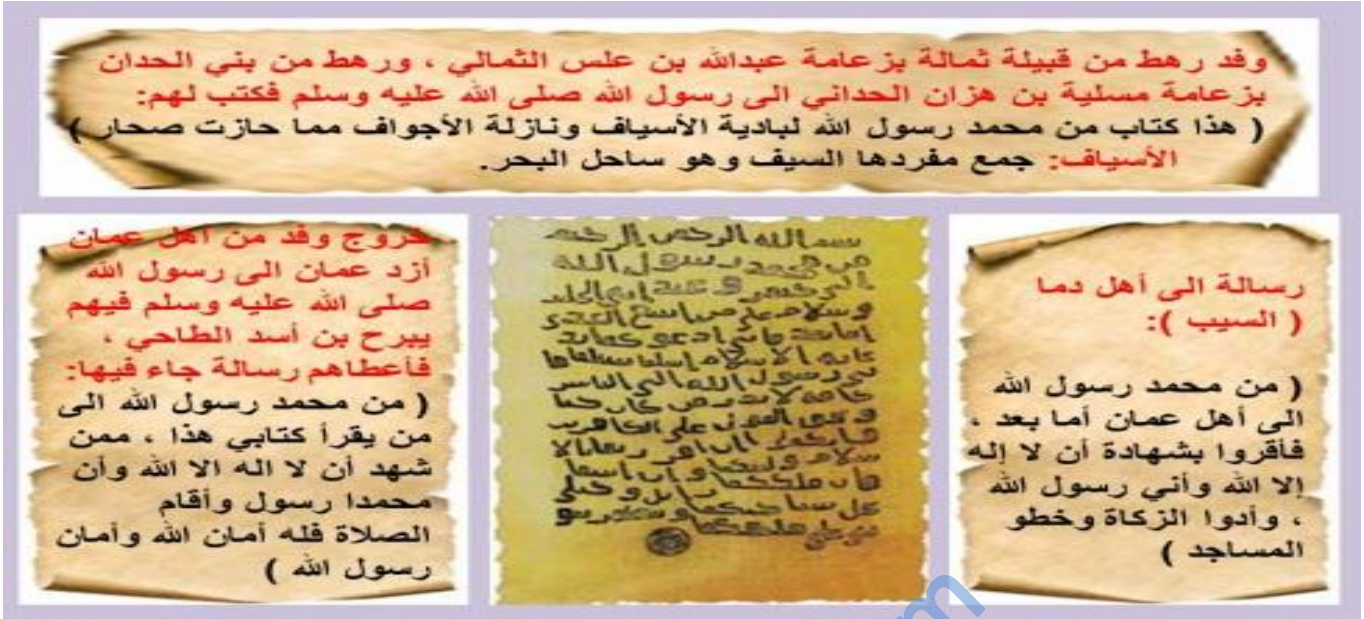 وفد رهط من قبيلة ثمالة بزعامة عبدالله بن علس الثمالي ، ورهط من بني الحدان
بزعامة مسلية بن هزان الحداني الى رسول الله صلى الله عليه وسلم فكتب لهم:
( هذا كتاب من محمد رسول الله لبادية الأسياف ونازلة الأجواف مما حازت صحار )
الأسياف: جمع مفردها السيف وهو ساحل البحر.
رسالة الى أهل دما
( السيب ):
( من محمد رسول الله
الى أهل عمان أما بعد ،
فأقروا بشهادة أن لا إله
إلا الله وأني رسول الله
، وأدوا الزكاة وخطو
المساجد )
بسم الله الرحمن الرحيم
من محمد رسول الله
خروج وفد من أهل عمان
أزد عمان الى رسول الله
صلى الله عليه وسلم فيهم
يبرح بن أسد الطاحي ،
فأعطاهم رسالة جاء فيها:
( من محمد رسول الله الى
من يقرأ كتابي هذا ، ممن
شهد أن لا اله الا الله وأن
محمدا رسول وأقام
الصلاة فله أمان الله وأمان
رسول الله )
m